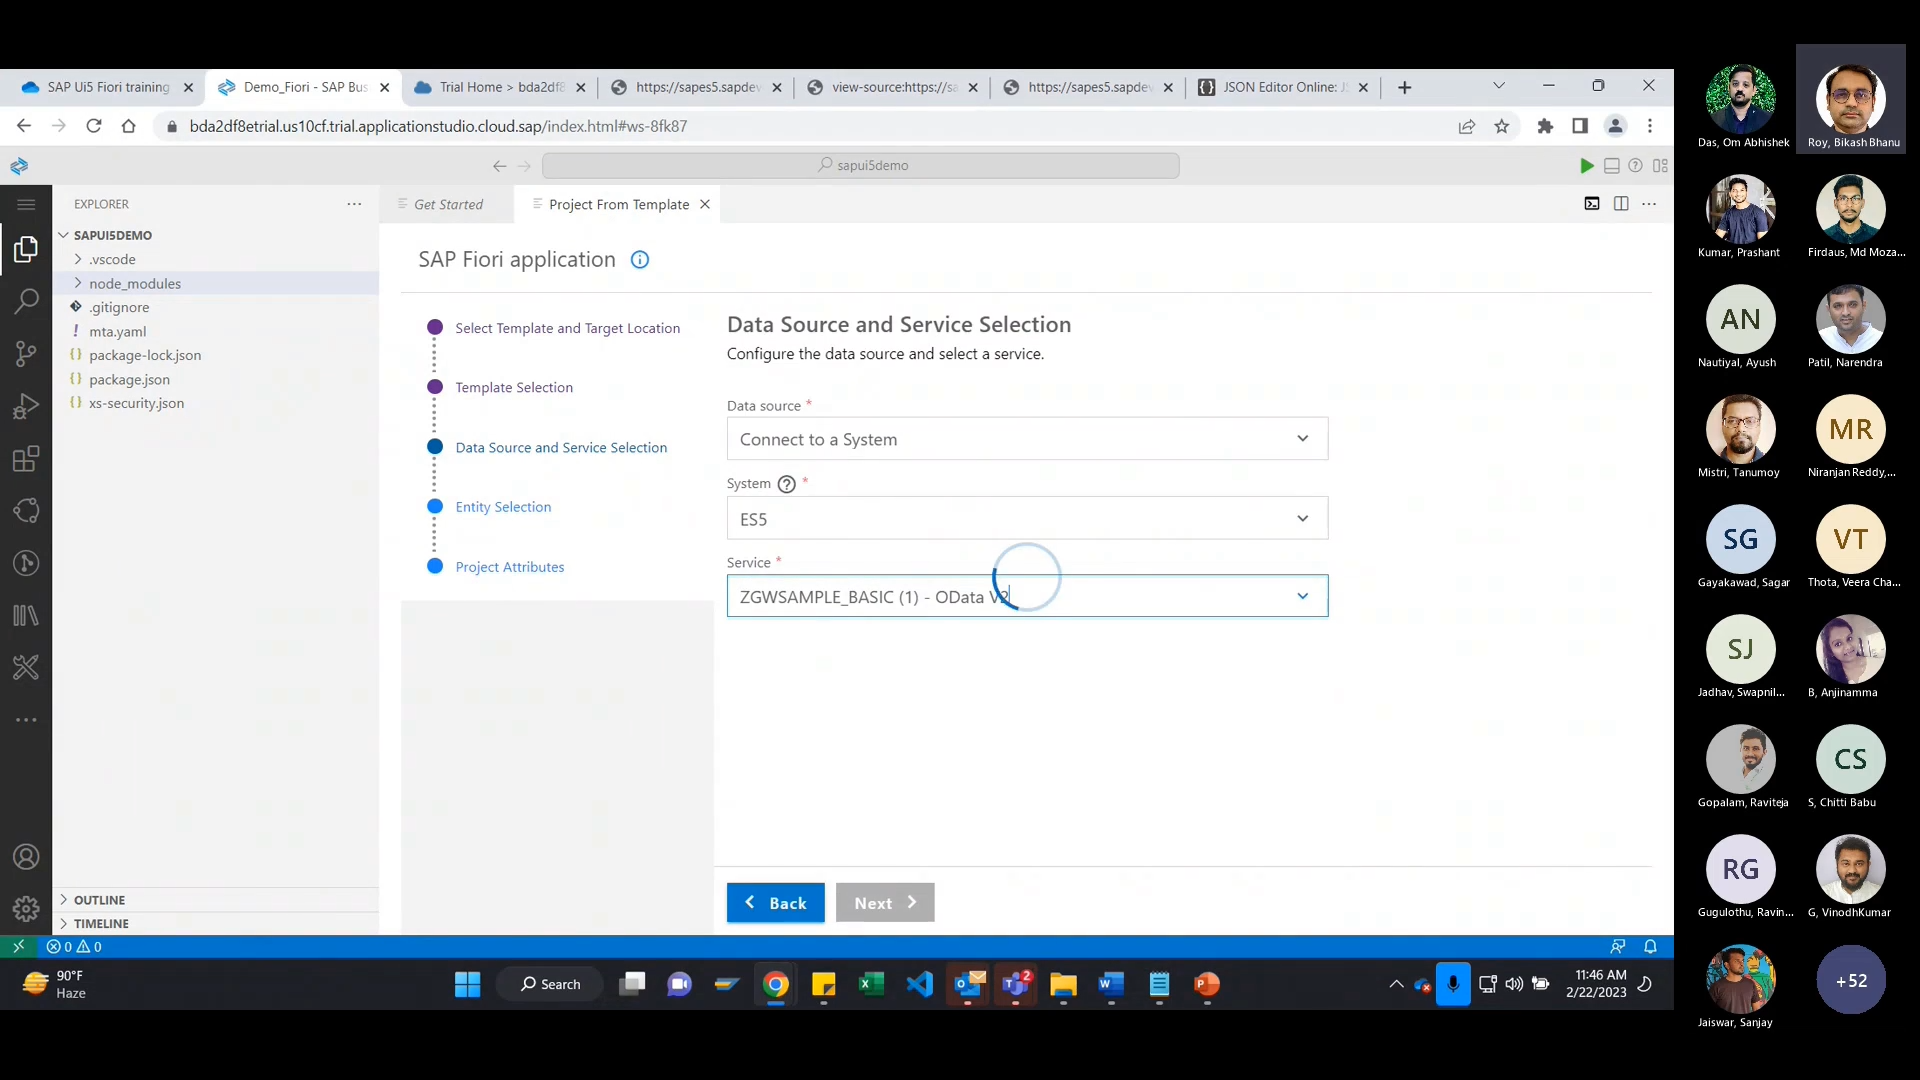 SAP Ui5 Fiori training
Demo_Fiori - SAP Bus
Trial Home > bda2df8
https://sapes5.sapdev
view-source:https://sa
https://sapes5.sapdev
JSON Editor Online: JS
bda2df8etrial.us10cf.trial.applicationstudio.cloud.sap/index.html#ws-8fk87
sapui5demo
EXPLORER
SAPUI5DEMO
.vscode
node_modules
.gitignore
mta.yaml
package-lock.json
package.json
xs-security.json
OUTLINE
TIMELINE
Get Started
Project From Template
SAP Fiori application
Select Template and Target Location
Template Selection
Data Source and Service Selection
Entity Selection
Project Attributes
Data Source and Service Selection
Configure the data source and select a service.
Data source *
Connect to a System
System *
ES5
Service *
ZGWSAMPLE_BASIC (1) - OData V2
Back
Next
0 0
90°F
Haze
Search
2
11:46 AM
2/22/2023
Das, Om Abhishek
Roy, Bikash Bhanu
Kumar, Prashant
Firdaus, Md Moza...
AN
Nautiyal, Ayush
Patil, Narendra
Mistri, Tanumoy
MR
Niranjan Reddy,...
SG
Gayakawad, Sagar
VT
Thota, Veera Cha...
SJ
Jadhav, Swapnil...
B, Anjinamma
Gopalam, Raviteja
CS
S, Chitti Babu
RG
Gugulothu, Ravin...
G, VinodhKumar
Jaiswar, Sanjay
+52